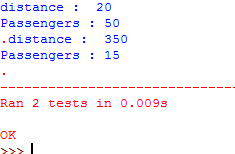 distance :  20
Passengers : 50
.distance :  350
Passengers : 15
.
----------------------------------
Ran 2 tests in 0.009s
OK
>>>